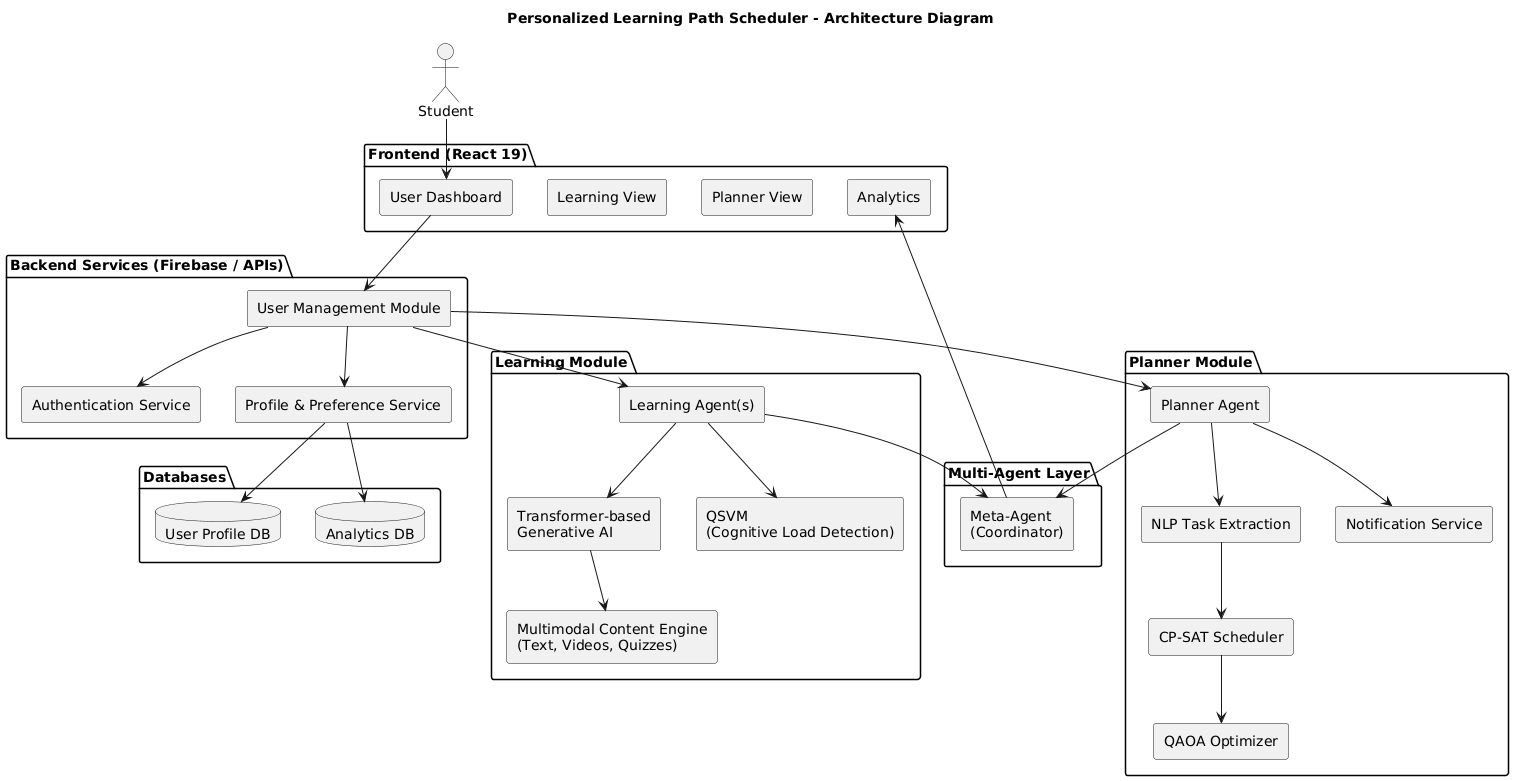 Personalized Learning Path Scheduler - Architecture Diagram
Student
Frontend (React 19)
User Dashboard
Learning View
Planner View
Analytics
Backend Services (Firebase / APIs)
User Management Module
Authentication Service
Profile & Preference Service
Databases
User Profile DB
Analytics DB
Learning Module
Learning Agent(s)
Transformer-based
Generative AI
QSVM
(Cognitive Load Detection)
Multimodal Content Engine
(Text, Videos, Quizzes)
Multi-Agent Layer
Meta-Agent
(Coordinator)
Planner Module
Planner Agent
NLP Task Extraction
Notification Service
CP-SAT Scheduler
QAOA Optimizer